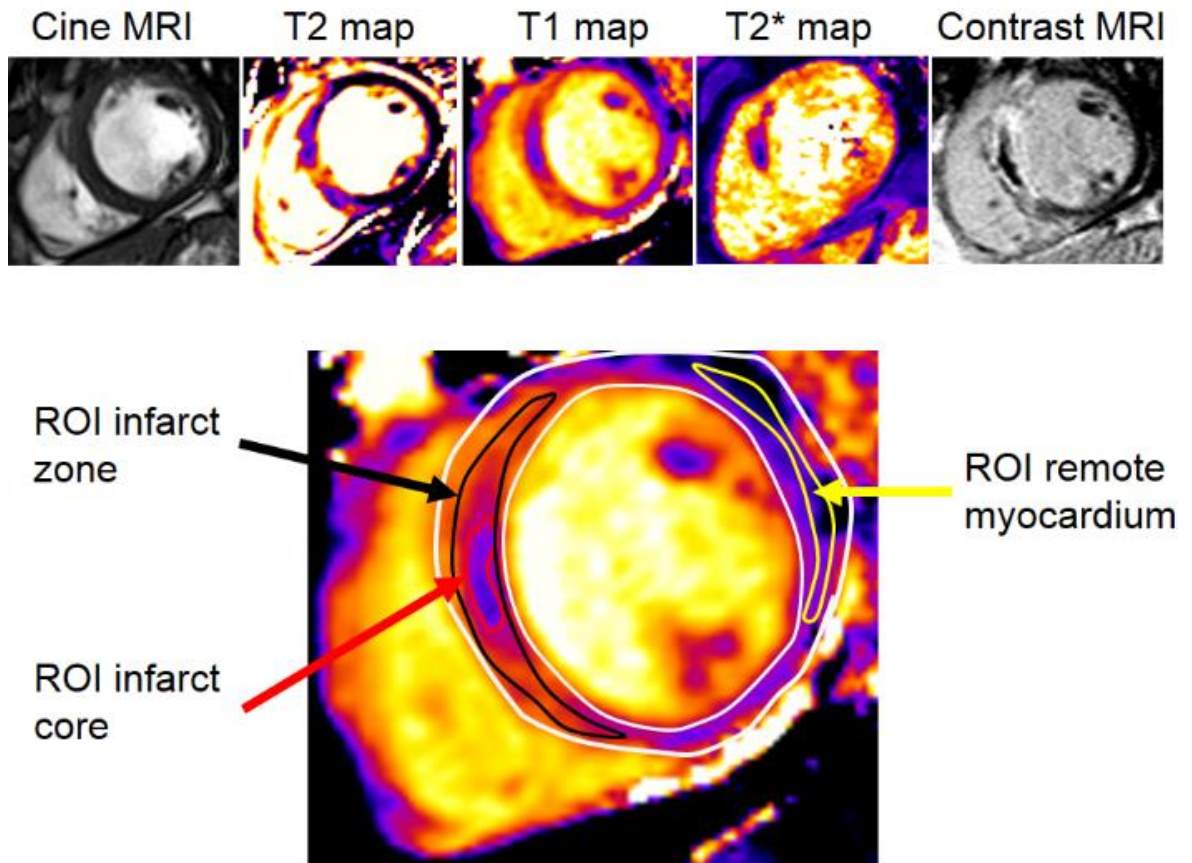 Cine MRI T2 map T1 map T2* map Contrast MRI
ROI infarct
zone
ROI remote
myocardium
ROI infarct
core